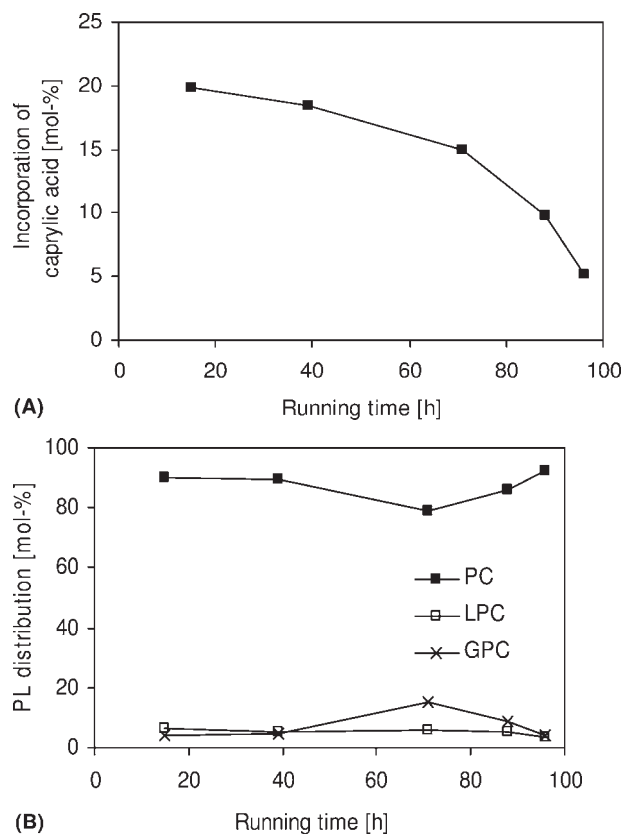 25
20
15
10
5
0
Incorporation of
caprylic acid [mol-%]
0 20 40 60 80 100
(A) Running time [h]
100
80
60
40
20
0
PL distribution [mol-%]
PC
LPC
GPC
0 20 40 60 80 100
(B) Running time [h]